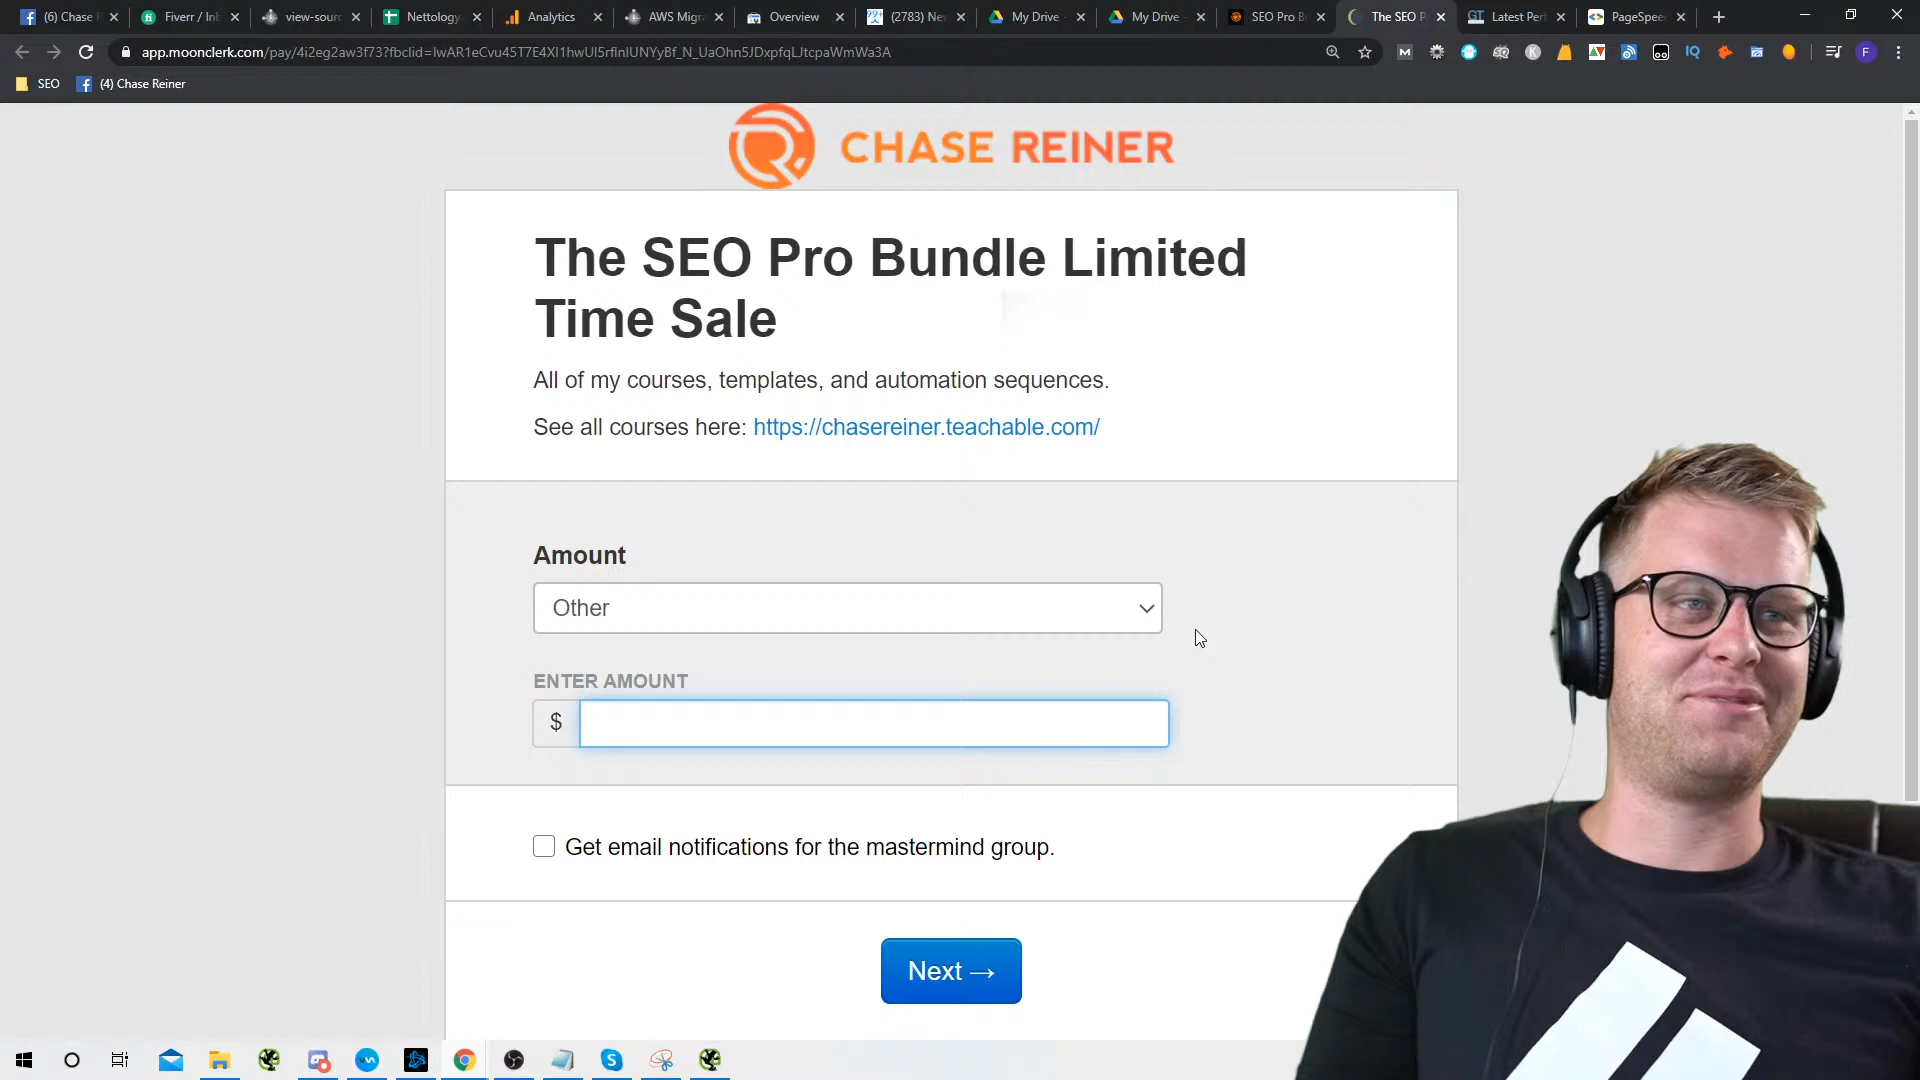 (6) Chase
Fiverr / Inb
view-sourc
Nettology
Analytics
AWS Migra
Overview
(2783) New
My Drive -
My Drive -
SEO Pro B
The SEO P
Latest Perf
PageSpee
app.moonclerk.com/pay/4i2eg2aw3f73?fbclid=IwAR1eCvu45T7E4XI1hwUI5rfInIUNYyBf_N_UaOhn5JDxpfqLJtcpaWmWa3A
SEO
(4) Chase Reiner
CHASE REINER
The SEO Pro Bundle Limited
Time Sale
All of my courses, templates, and automation sequences.
See all courses here: https://chasereiner.teachable.com/
Amount
Other
ENTER AMOUNT
$
Get email notifications for the mastermind group.
Next →